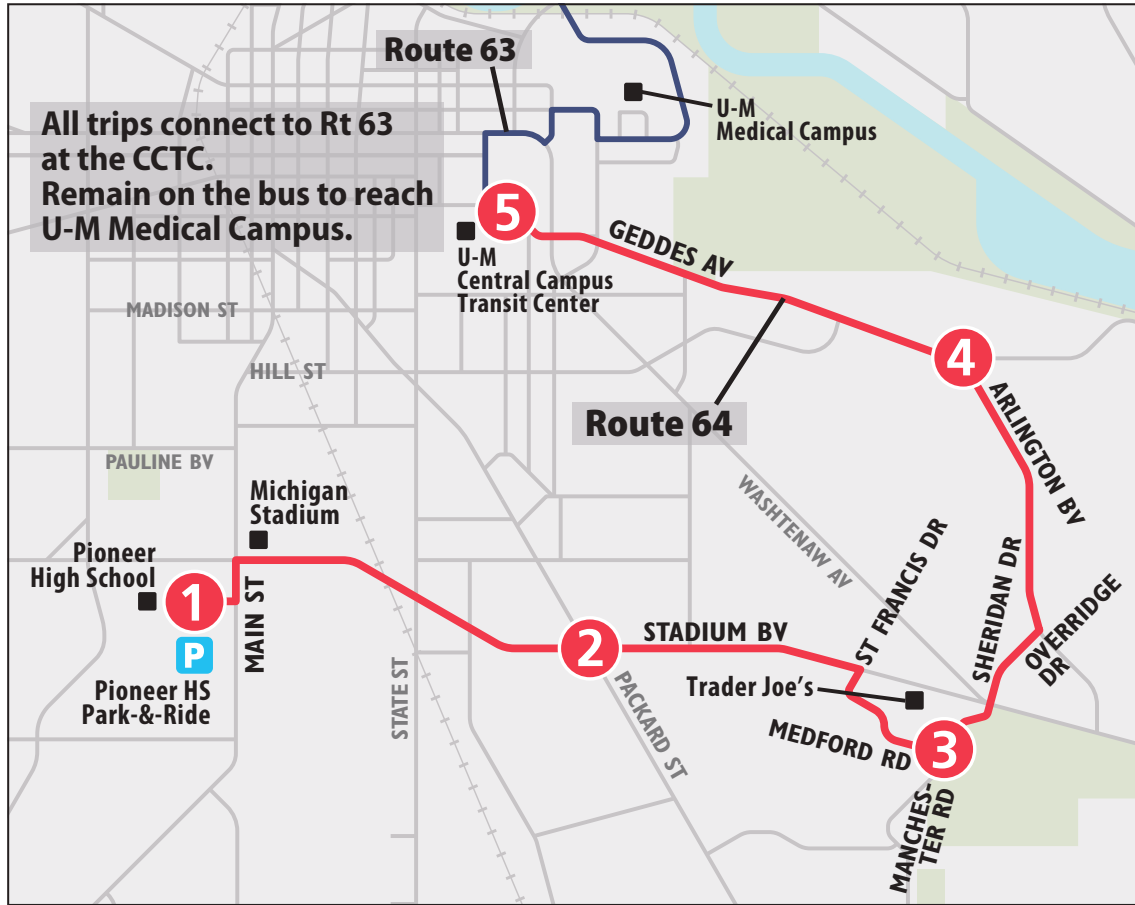 Route 63
All trips connect to Rt 63
at the CCTC.
Remain on the bus to reach
U-M Medical Campus.
U-M
Medical Campus
5
U-M
Central Campus
Transit Center
GEDDES AV
MADISON ST
HILL ST
4
Route 64
ARLINGTON BV
PAULINE BV
Michigan
Stadium
WASHTENAW AV
Pioneer
High School
1
MAIN ST
P
Pioneer HS
Park-&-Ride
STATE ST
2
STADIUM BV
PACKARD ST
ST FRANCIS DR
SHERIDAN DR
OVERRIDGE
DR
Trader Joe's
MEDFORD RD
3
MANCHES-
TER RD